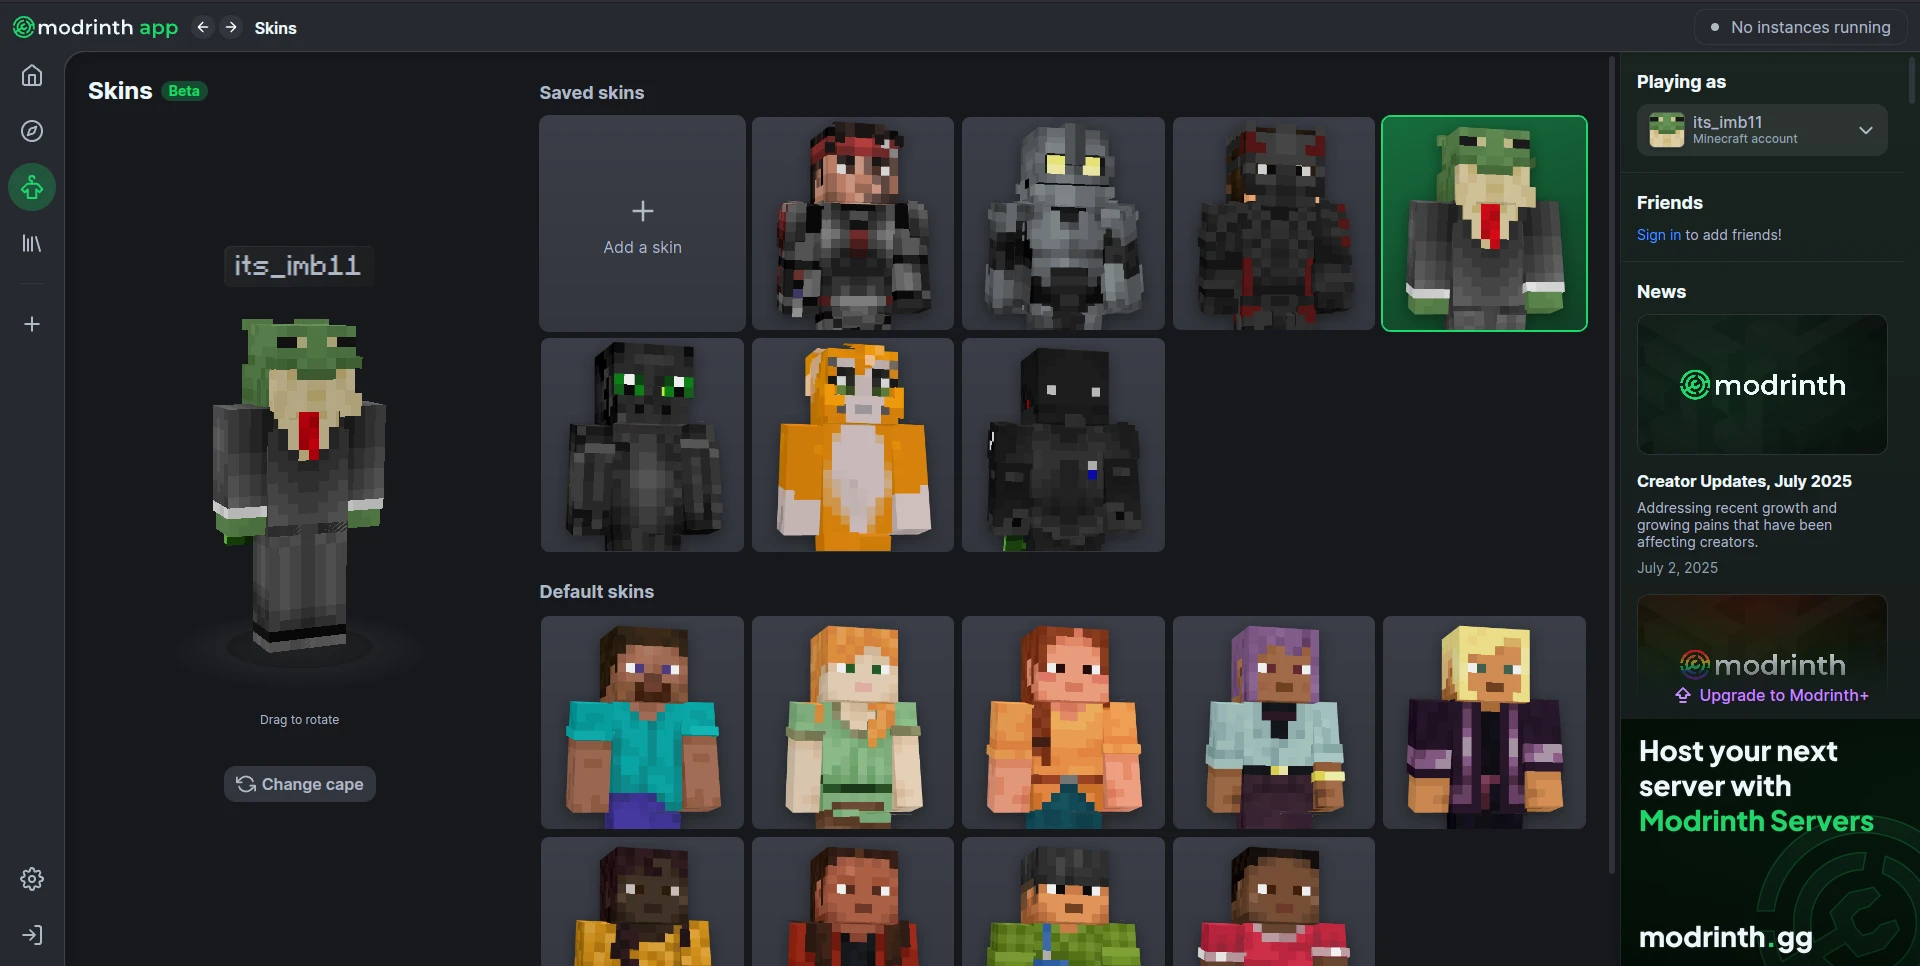 modrinth app
Skins
No instances running
Skins Beta
its_imb11
Drag to rotate
Change cape
Saved skins
Add a skin
Default skins
Playing as
its_imb11
Minecraft account
Friends
Sign in to add friends!
News
modrinth
Creator Updates, July 2025
Addressing recent growth and
growing pains that have been
affecting creators.
July 2, 2025
modrinth
Upgrade to Modrinth+
Host your next
server with
Modrinth Servers
modrinth.gg